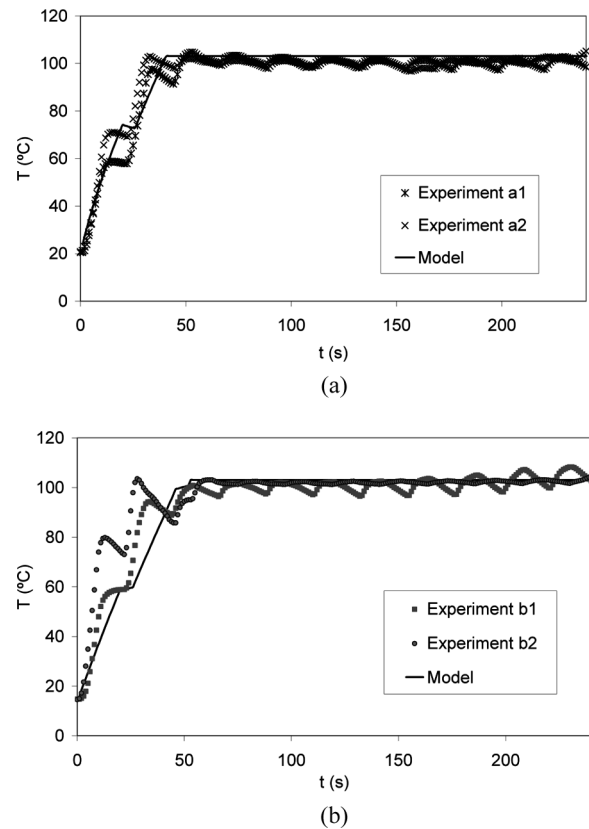 120
100
80
60
40
20
0
T (ºC)
Experiment a1
Experiment a2
Model
0 50 100 150 200
t (s)
(a)
120
100
80
60
40
20
0
T (ºC)
Experiment b1
Experiment b2
Model
0 50 100 150 200
t (s)
(b)